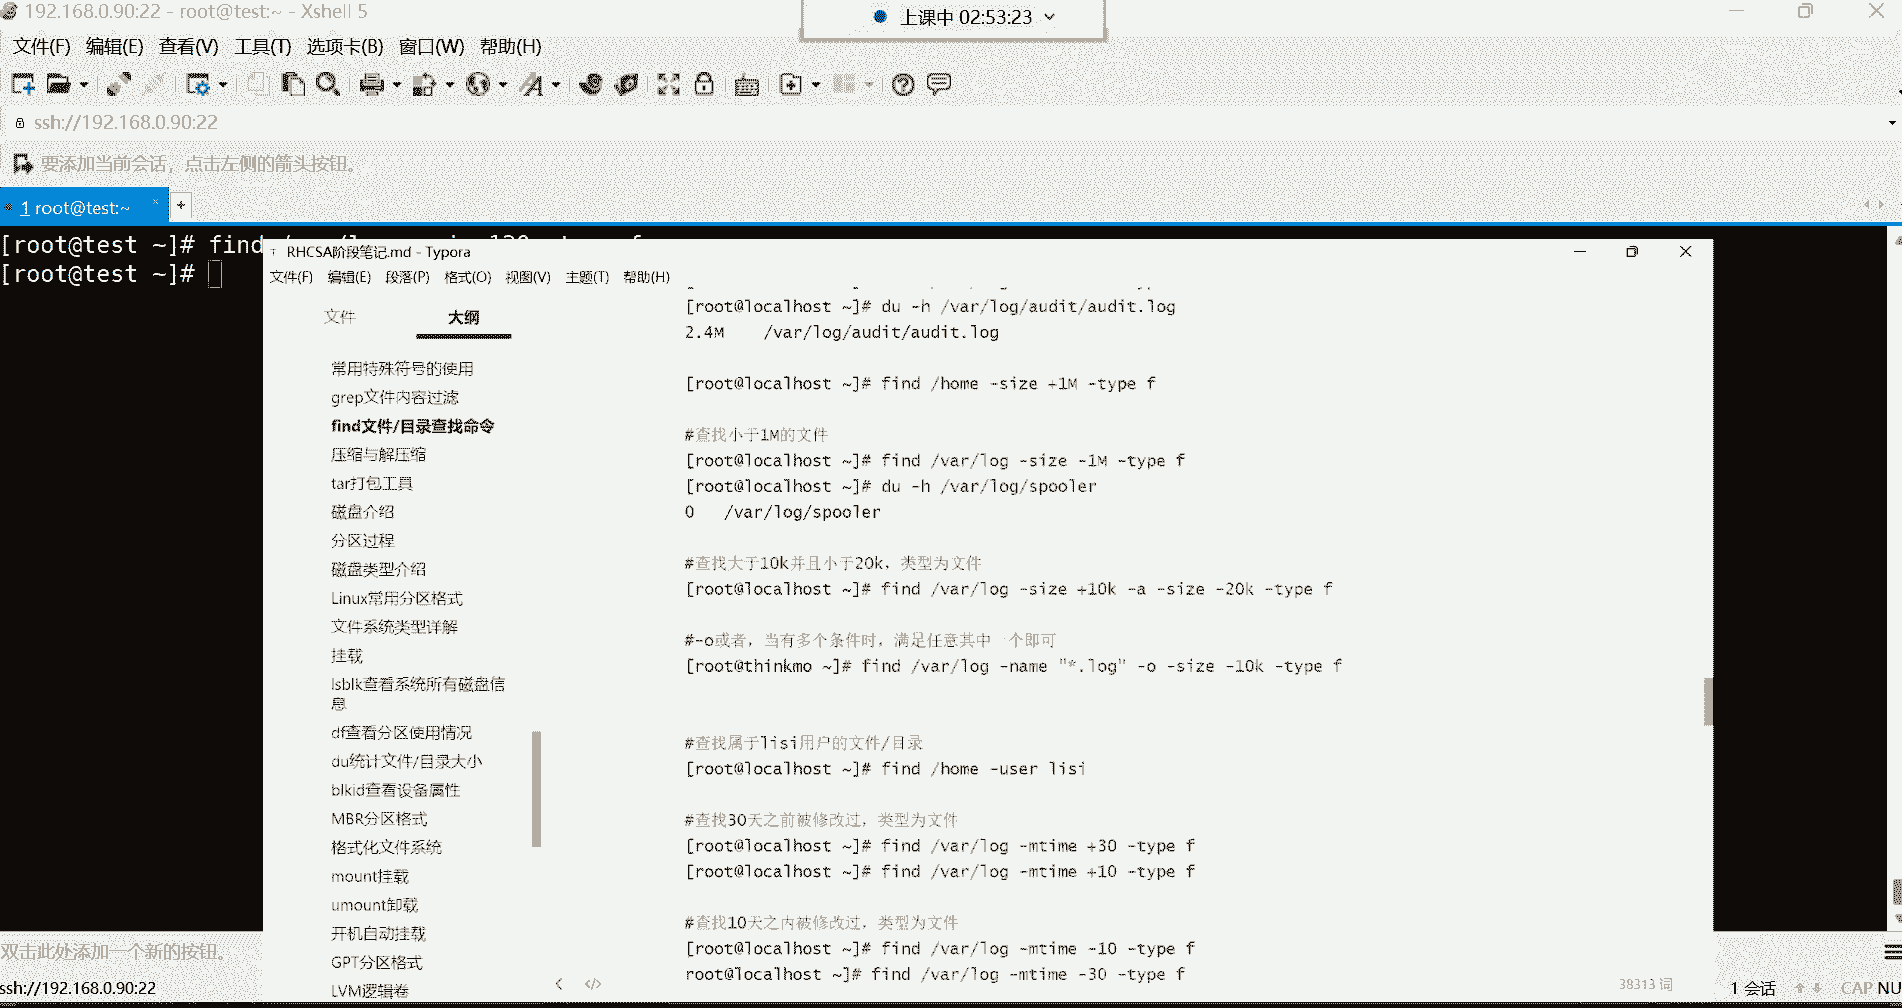 192.168.0.90:22 - root@test:~ - Xshell 5
上课中 02:53:23
文件(F) 编辑(E) 查看(V) 工具(T) 选项卡(B) 窗口(W) 帮助(H)
ssh://192.168.0.90:22
要添加当前会话，点击左侧的箭头按钮。
1 root@test:~
[root@test ~]# find
[root@test ~]#
RHCSA阶段笔记.md - Typora
文件(F) 编辑(E) 段落(P) 格式(O) 视图(V) 主题(T) 帮助(H)
文件 大纲
常用特殊符号的使用
grep文件内容过滤
find文件/目录查找命令
压缩与解压缩
tar打包工具
磁盘介绍
分区过程
磁盘类型介绍
Linux常用分区格式
文件系统类型详解
挂载
lsblk查看系统所有磁盘信
息
df查看分区使用情况
du统计文件/目录大小
blkid查看设备属性
MBR分区格式
格式化文件系统
mount挂载
umount卸载
开机自动挂载
GPT分区格式
LVM逻辑卷
[root@localhost ~]# du -h /var/log/audit/audit.log
2.4M /var/log/audit/audit.log
[root@localhost ~]# find /home -size +1M -type f
#查找小于1M的文件
[root@localhost ~]# find /var/log -size -1M -type f
[root@localhost ~]# du -h /var/log/spooler
0 /var/log/spooler
#查找大于10k并且小于20k，类型为文件
[root@localhost ~]# find /var/log -size +10k -a -size -20k -type f
#-o或者，当有多个条件时，满足任意其中一个即可
[root@thinkmo ~]# find /var/log -name "*.log" -o -size -10k -type f
#查找属于lisi用户的文件/目录
[root@localhost ~]# find /home -user lisi
#查找30天之前被修改过，类型为文件
[root@localhost ~]# find /var/log -mtime +30 -type f
[root@localhost ~]# find /var/log -mtime +10 -type f
#查找10天之内被修改过，类型为文件
[root@localhost ~]# find /var/log -mtime -10 -type f
root@localhost ~]# find /var/log -mtime -30 -type f
38313 词
双击此处添加一个新的按钮。
ssh://192.168.0.90:22
1 会话
CAP NU